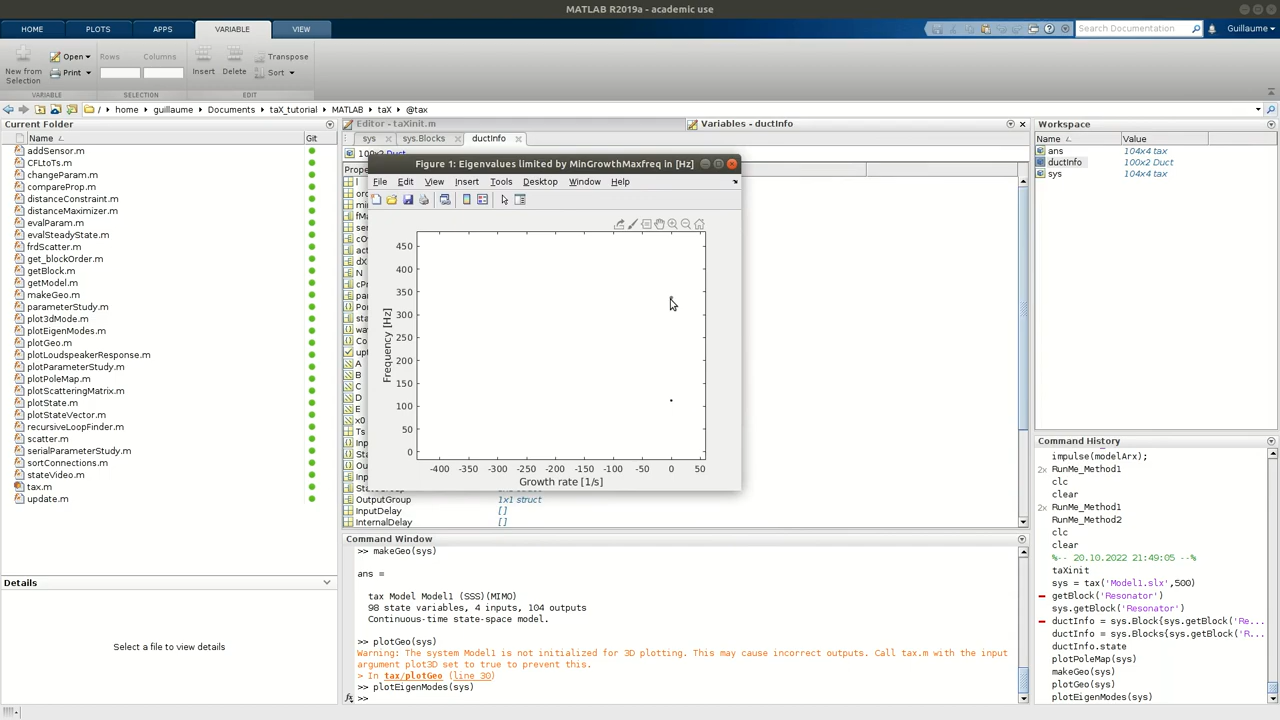 MATLAB R2019a - academic use
HOME PLOTS APPS VARIABLE VIEW
Search Documentation
Guillaume
New from
Selection
Open
Print
Rows
Columns
Insert
Delete
Transpose
Sort
VARIABLE
SELECTION
EDIT
/ home guillaume Documents taX_tutorial MATLAB taX @tax
Current Folder
Name
Git
addSensor.m
CFLtoTs.m
changeParam.m
compareProp.m
distanceConstraint.m
distanceMaximizer.m
evalParam.m
evalSteadyState.m
frdScatter.m
get_blockOrder.m
getBlock.m
getModel.m
makeGeo.m
parameterStudy.m
plot3dMode.m
plotEigenModes.m
plotGeo.m
plotLoudspeakerResponse.m
plotParameterStudy.m
plotPoleMap.m
plotScatteringMatrix.m
plotState.m
plotStateVector.m
recursiveLoopFinder.m
scatter.m
serialParameterStudy.m
sortConnections.m
stateVideo.m
tax.m
update.m
Details
Select a file to view details
Editor - taXinit.m
Variables - ductInfo
sys
sys.Blocks
ductInfo
100x2 Duct
Figure 1: Eigenvalues limited by MinGrowthMaxfreq in [Hz]
File Edit View Insert Tools Desktop Window Help
450
400
350
300
250
200
150
100
50
0
Frequency [Hz]
-400 -350 -300 -250 -200 -150 -100 -50 0 50
Growth rate [1/s]
l
N
A
B
C
D
E
x0
Ts
OutputGroup 1x1 struct
InputDelay []
InternalDelay []
Command Window
>> makeGeo(sys)
ans =
tax Model Model1 (SSS)(MIMO)
98 state variables, 4 inputs, 104 outputs
Continuous-time state-space model.
>> plotGeo(sys)
Warning: The system Model1 is not initialized for 3D plotting. This may cause incorrect outputs. Call tax.m with the input
argument plot3D set to true to prevent this.
> In tax/plotGeo (line 30)
>> plotEigenModes(sys)
fx >>
Workspace
Name Value
ans 104x4 tax
ductInfo 100x2 Duct
sys 104x4 tax
Command History
impulse(modelArx);
2x RunMe_Method1
clc
clear
2x RunMe_Method1
RunMe_Method2
clc
clear
%-- 20.10.2022 21:49:05 --%
taXinit
sys = tax('Model1.slx',500)
getBlock('Resonator')
sys.getBlock('Resonator')
ductInfo = sys.Block{sys.getBlock('Re...
ductInfo = sys.Blocks{sys.getBlock('R...
ductInfo.state
plotPoleMap(sys)
makeGeo(sys)
plotGeo(sys)
plotEigenModes(sys)